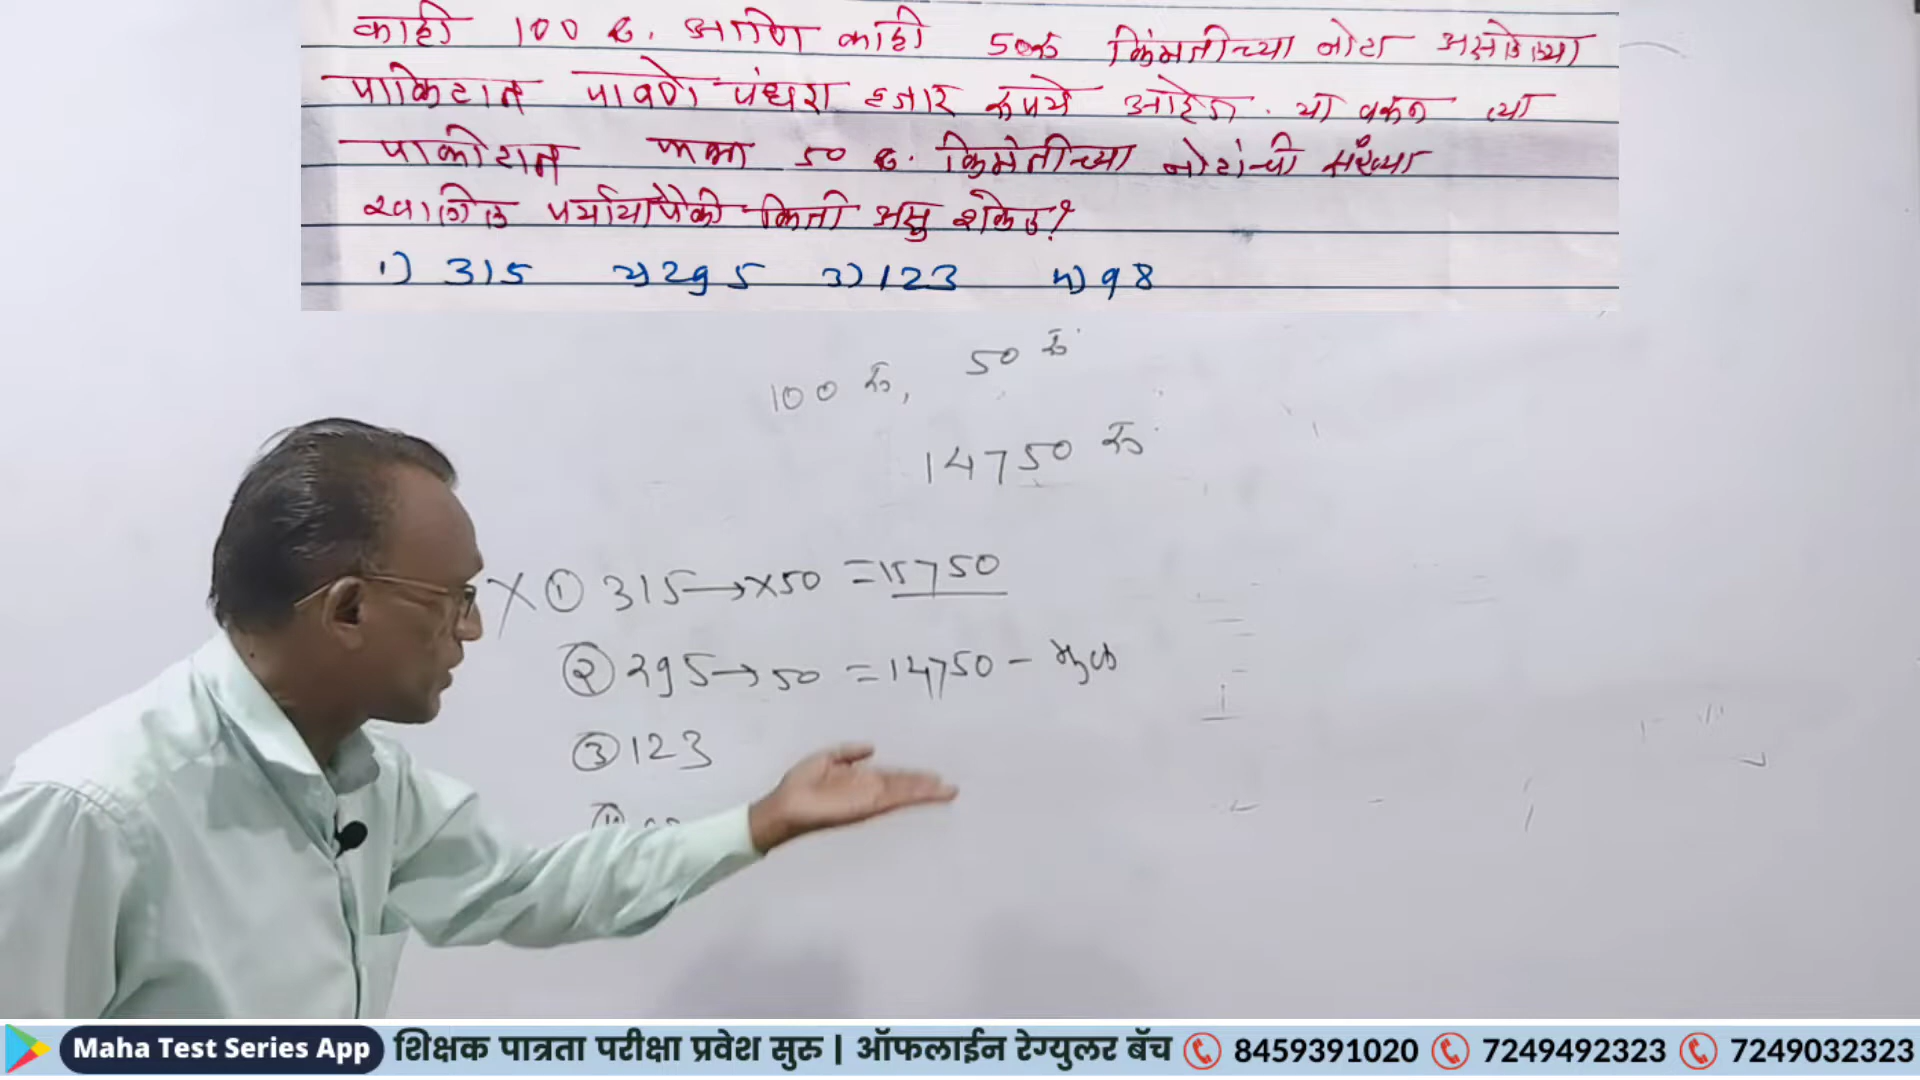 काही 100 रु. आणि काही 50रु किंमतीच्या नोटा असलेल्या
पाकिटात पावणे पंधरा हजार रुपये आहेत. या वरून त्या
पाकीटात फक्त 50 रु. किंमतीच्या नोटांची संख्या
खालील पर्यायांपैकी किती असु शकेल?
1) 315 2) 295 3) 123 4) 98
100 रु, 50 रु.
14750 रु.
X ① 315→×50 =15750
② 295→50 =14750 -
③ 123
Maha Test Series App शिक्षक पात्रता परीक्षा प्रवेश सुरु | ऑफलाईन रेग्युलर बॅच 8459391020 7249492323 7249032323